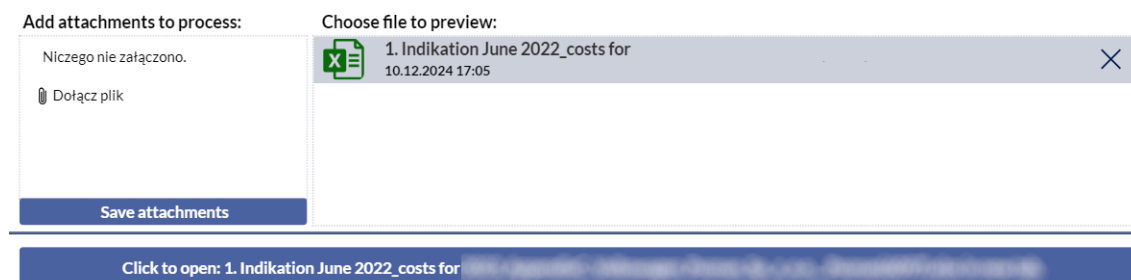 Add attachments to process:
Choose file to preview:
Niczego nie załączono.
Dołącz plik
Save attachments
1. Indikation June 2022_costs for
10.12.2024 17:05
Click to open: 1. Indikation June 2022_costs for